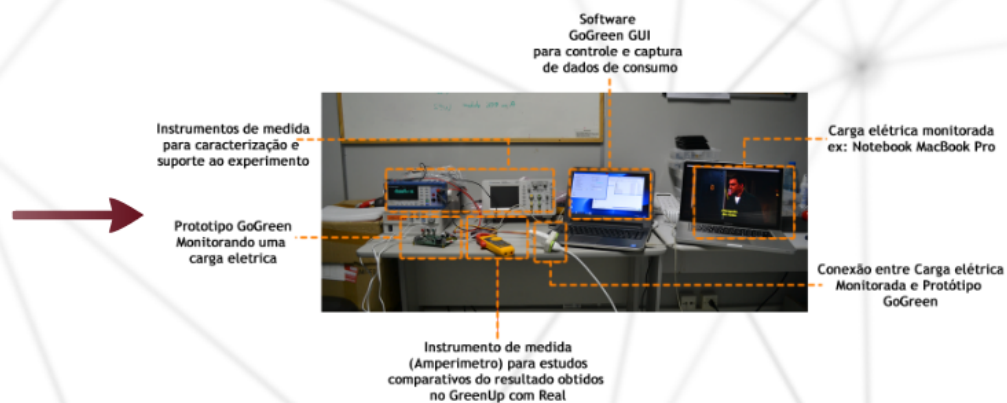 Software
GoGreen GUI
para controle e captura
de dados de consumo
Instrumentos de medida
para caracterização e
suporte ao experimento
Carga elétrica monitorada
ex: Notebook MacBook Pro
Prototipo GoGreen
Monitorando uma
carga eletrica
Conexão entre Carga elétrica
Monitorada e Protótipo
GoGreen
Instrumento de medida
(Amperimetro) para estudos
comparativos do resultado obtidos
no GreenUp com Real